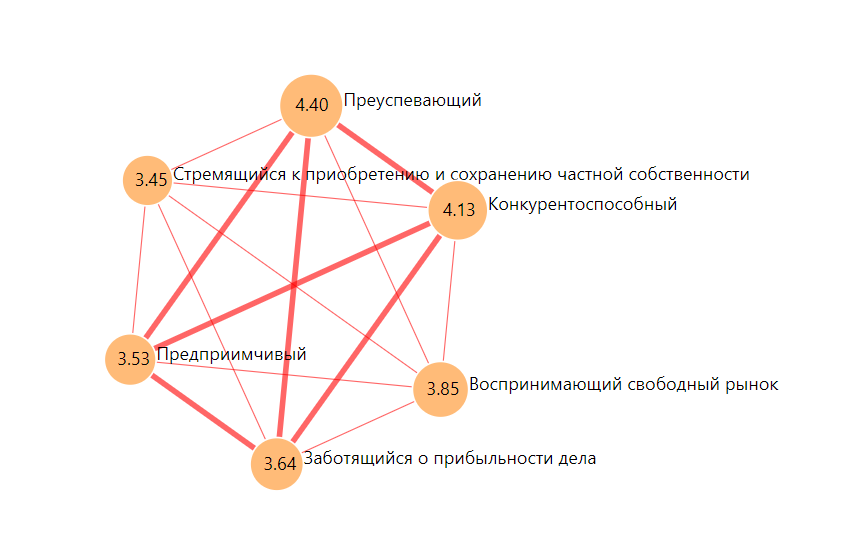 4.40 Преуспевающий
3.45 Стремящийся к приобретению и сохранению частной собственности
4.13 Конкурентоспособный
3.53 Предприимчивый
3.85 Воспринимающий свободный рынок
3.64 Заботящийся о прибыльности дела